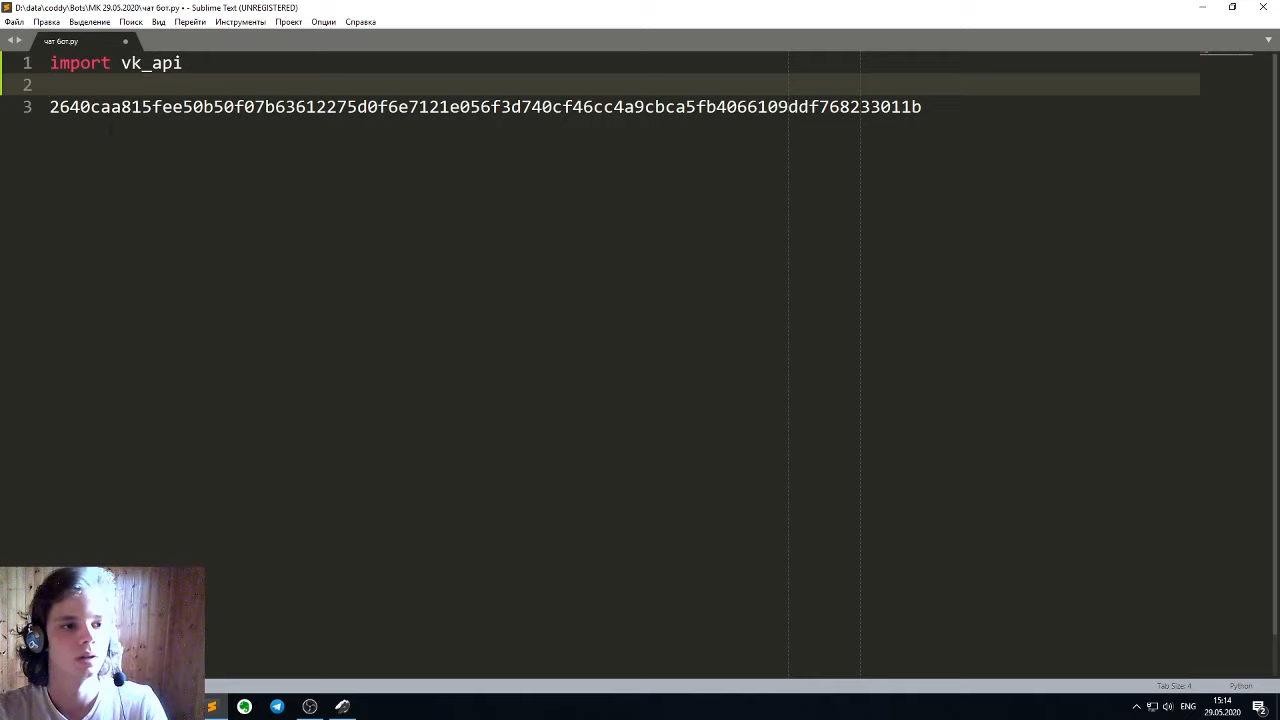 D:\data\coddy\Bots\МК 29.05.2020\чат бот.py • - Sublime Text (UNREGISTERED)
Файл Правка Выделение Поиск Вид Перейти Инструменты Проект Опции Справка
чат бот.py
1 import vk_api
2
3 2640caa815fee50b50f07b63612275d0f6e7121e056f3d740cf46cc4a9cbca5fb4066109ddf768233011b
Tab Size: 4 Python
ENG
15:14
29.05.2020
2